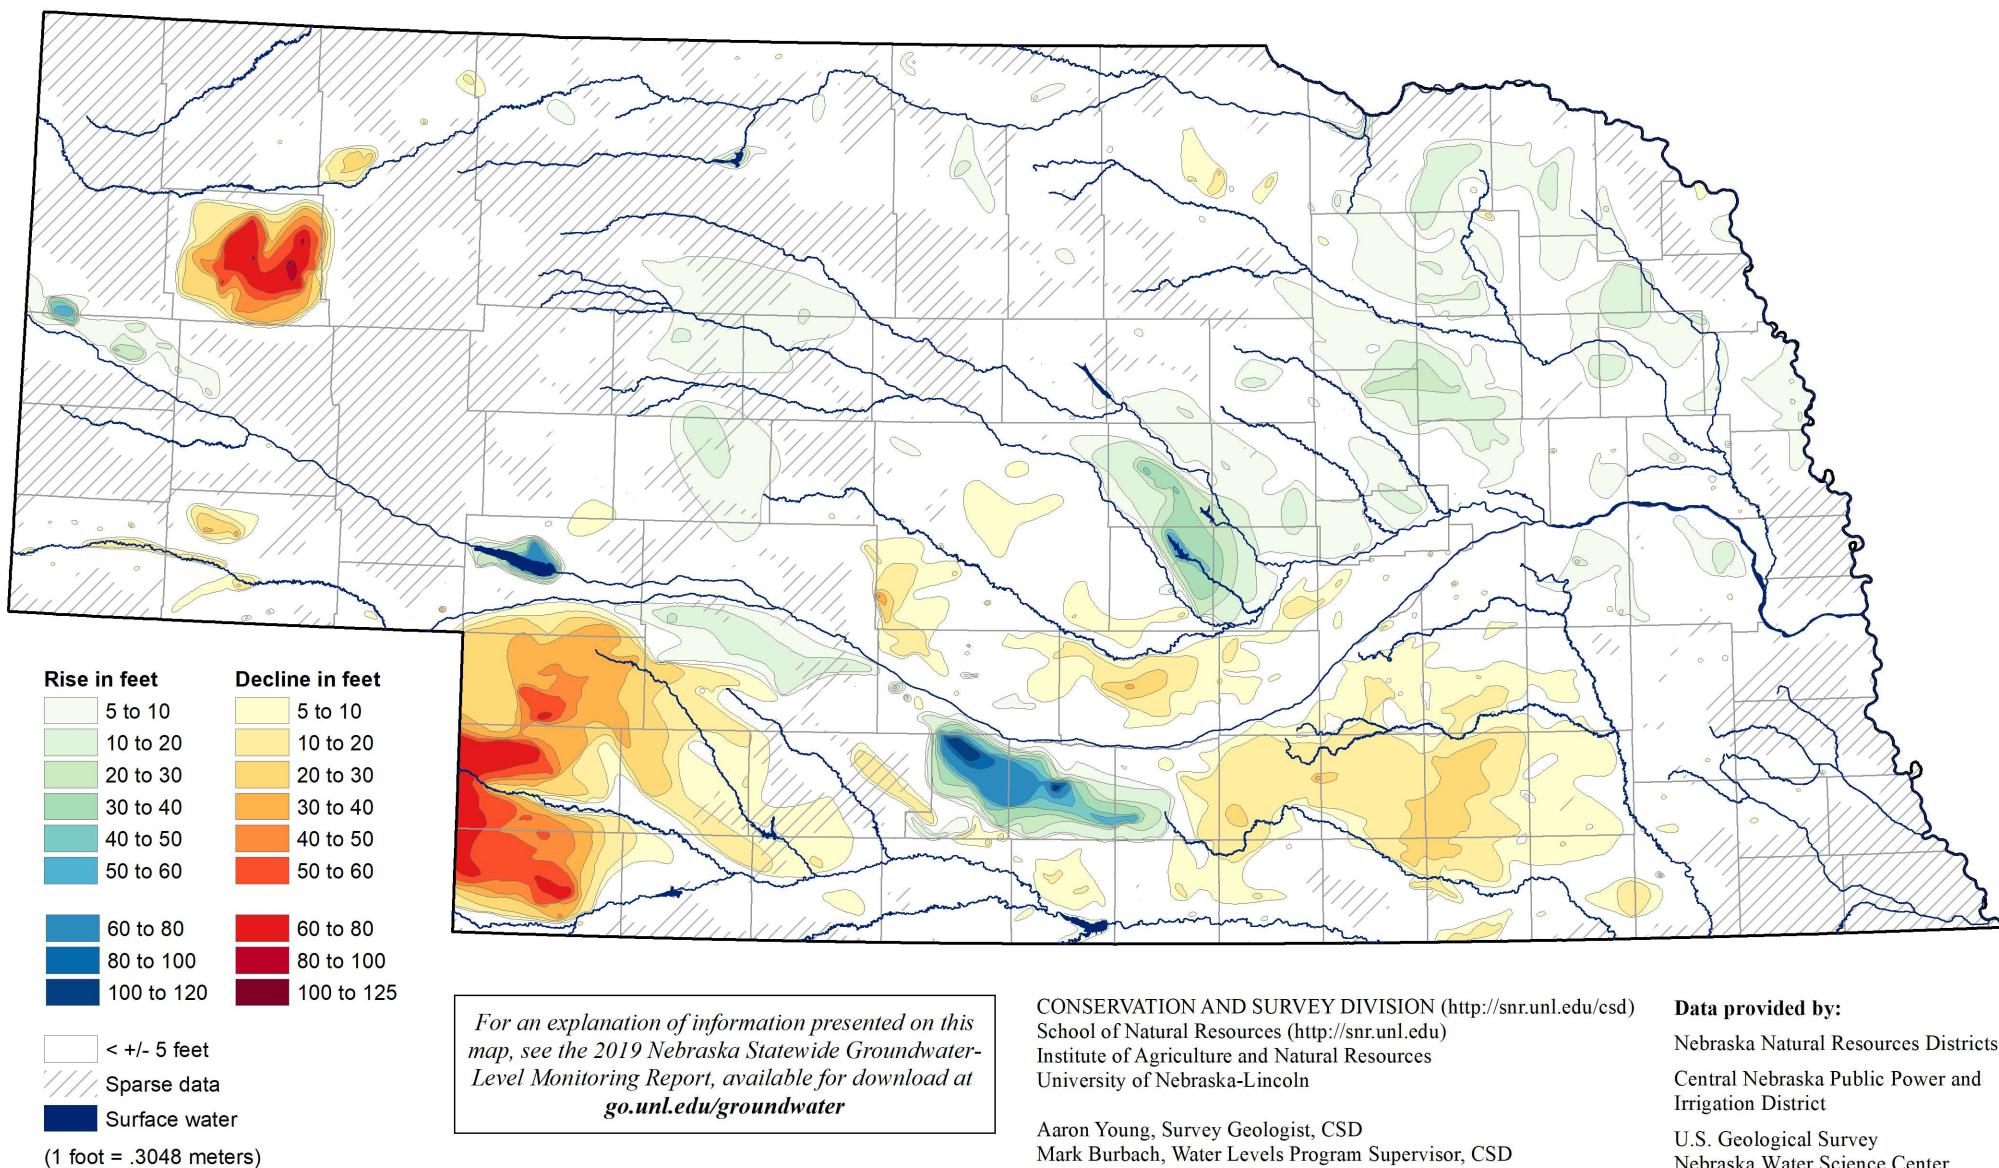 Rise in feet
5 to 10
10 to 20
20 to 30
30 to 40
40 to 50
50 to 60
60 to 80
80 to 100
100 to 120
Decline in feet
5 to 10
10 to 20
20 to 30
30 to 40
40 to 50
50 to 60
60 to 80
80 to 100
100 to 125
< +/- 5 feet
Sparse data
Surface water
(1 foot = .3048 meters)
For an explanation of information presented on this
map, see the 2019 Nebraska Statewide Groundwater-
Level Monitoring Report, available for download at
go.unl.edu/groundwater
CONSERVATION AND SURVEY DIVISION (http://snr.unl.edu/csd)
School of Natural Resources (http://snr.unl.edu)
Institute of Agriculture and Natural Resources
University of Nebraska-Lincoln
Aaron Young, Survey Geologist, CSD
Mark Burbach, Water Levels Program Supervisor, CSD
Data provided by:
Nebraska Natural Resources Districts
Central Nebraska Public Power and
Irrigation District
U.S. Geological Survey
Nebraska Water Science Center